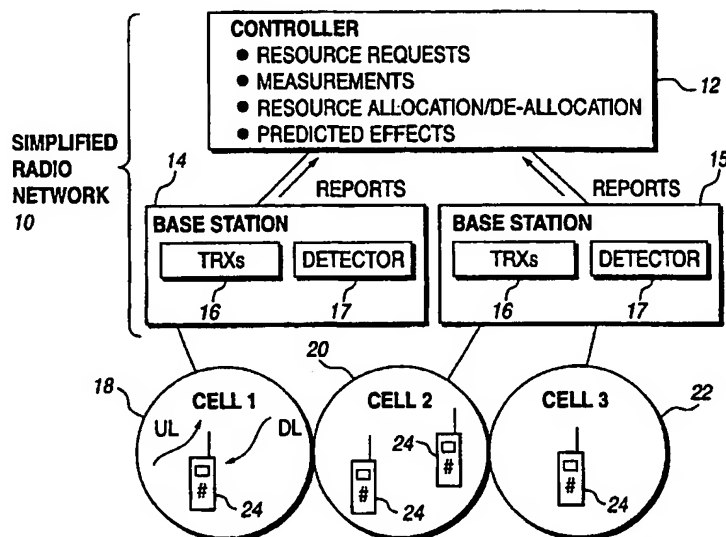 CONTROLLER
● RESOURCE REQUESTS
● MEASUREMENTS
● RESOURCE ALLOCATION/DE-ALLOCATION
● PREDICTED EFFECTS
12
SIMPLIFIED
RADIO
NETWORK
10
14
REPORTS
REPORTS
15
BASE STATION
TRXs
DETECTOR
16
17
BASE STATION
TRXs
DETECTOR
16
17
18
CELL 1
UL
DL
#
24
20
CELL 2
24
#
#
24
CELL 3
22
#
24